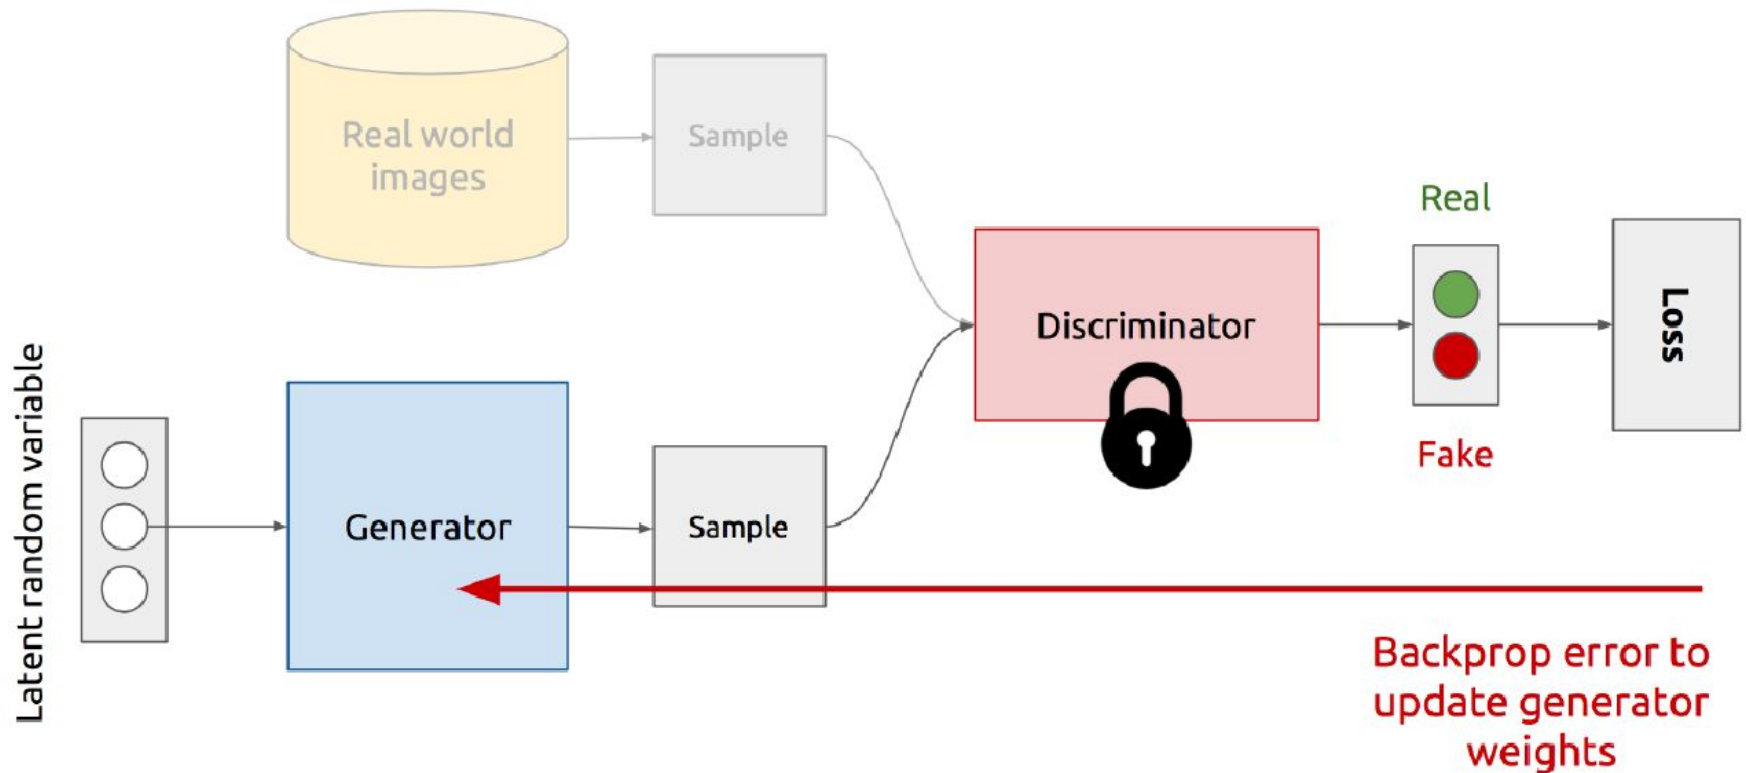 Real world
images
Sample
Latent random variable
Generator
Sample
Discriminator
Real
Fake
Loss
Backprop error to
update generator
weights